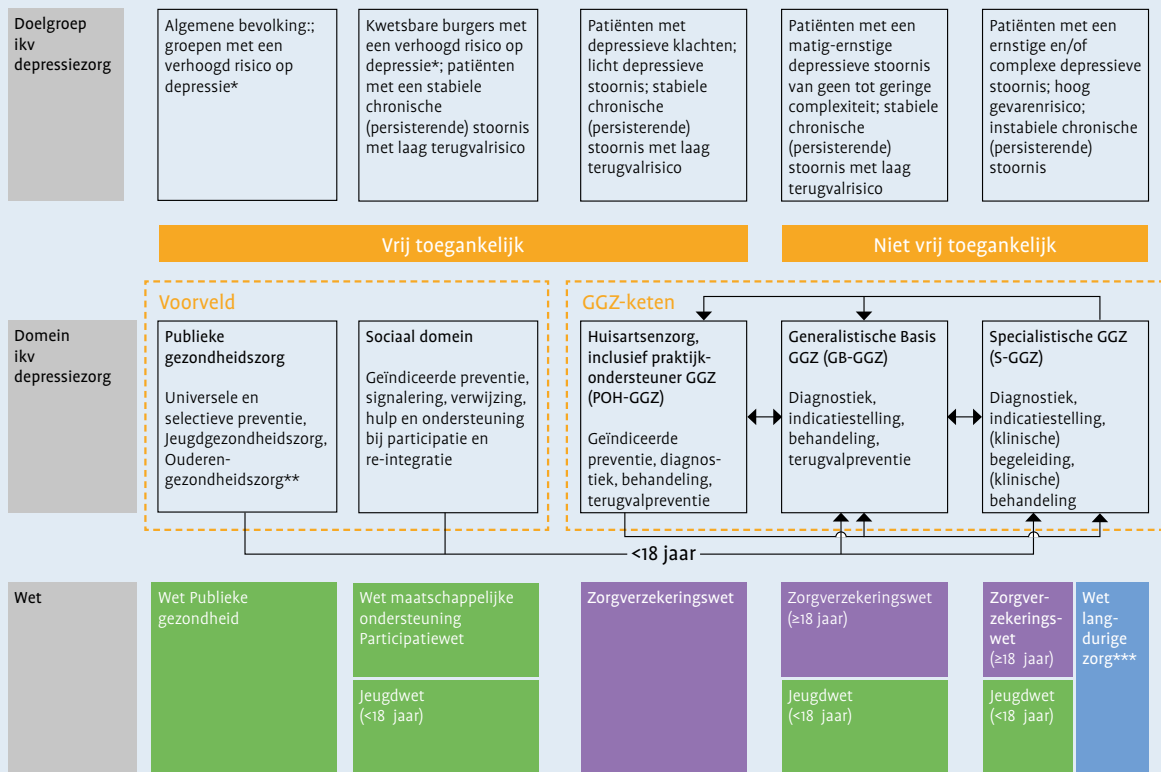 Doelgroep
ikv
depressiezorg
Algemene bevolking:;
groepen met een
verhoogd risico op
depressie*
Kwetsbare burgers met
een verhoogd risico op
depressie*; patiënten
met een stabiele
chronische
(persisterende) stoornis
met laag terugvalrisico
Patiënten met
depressieve klachten;
licht depressieve
stoornis; stabiele
chronische
(persisterende)
stoornis met laag
terugvalrisico
Patiënten met een
matig-ernstige
depressieve stoornis
van geen tot geringe
complexiteit; stabiele
chronische
(persisterende)
stoornis met laag
terugvalrisico
Patiënten met een
ernstige en/of
complexe depressieve
stoornis; hoog
gevarenrisico;
instabiele chronische
(persisterende)
stoornis
Vrij toegankelijk
Niet vrij toegankelijk
Voorveld
GGZ-keten
Domein
ikv
depressiezorg
Publieke
gezondheidszorg
Universele en
selectieve preventie,
Jeugdgezondheidszorg,
Ouderen-
gezondheidszorg**
Sociaal domein
Geïndiceerde preventie,
signalering, verwijzing,
hulp en ondersteuning
bij participatie en
re-integratie
Huisartsenzorg,
inclusief praktijk-
ondersteuner GGZ
(POH-GGZ)
Geïndiceerde
preventie, diagnos-
tiek, behandeling,
terugvalpreventie
Generalistische Basis
GGZ (GB-GGZ)
Diagnostiek,
indicatiestelling,
behandeling,
terugvalpreventie
Specialistische GGZ
(S-GGZ)
Diagnostiek,
indicatiestelling,
(klinische)
begeleiding,
(klinische)
behandeling
<18 jaar
Wet
Wet Publieke
gezondheid
Wet maatschappelijke
ondersteuning
Participatiewet
Jeugdwet
(<18 jaar)
Zorgverzekeringswet
Zorgverzekeringswet
(≥18 jaar)
Jeugdwet
(<18 jaar)
Zorgver-
zekerings-
wet
(≥18 jaar)
Jeugdwet
(<18 jaar)
Wet
lang-
durige
zorg***